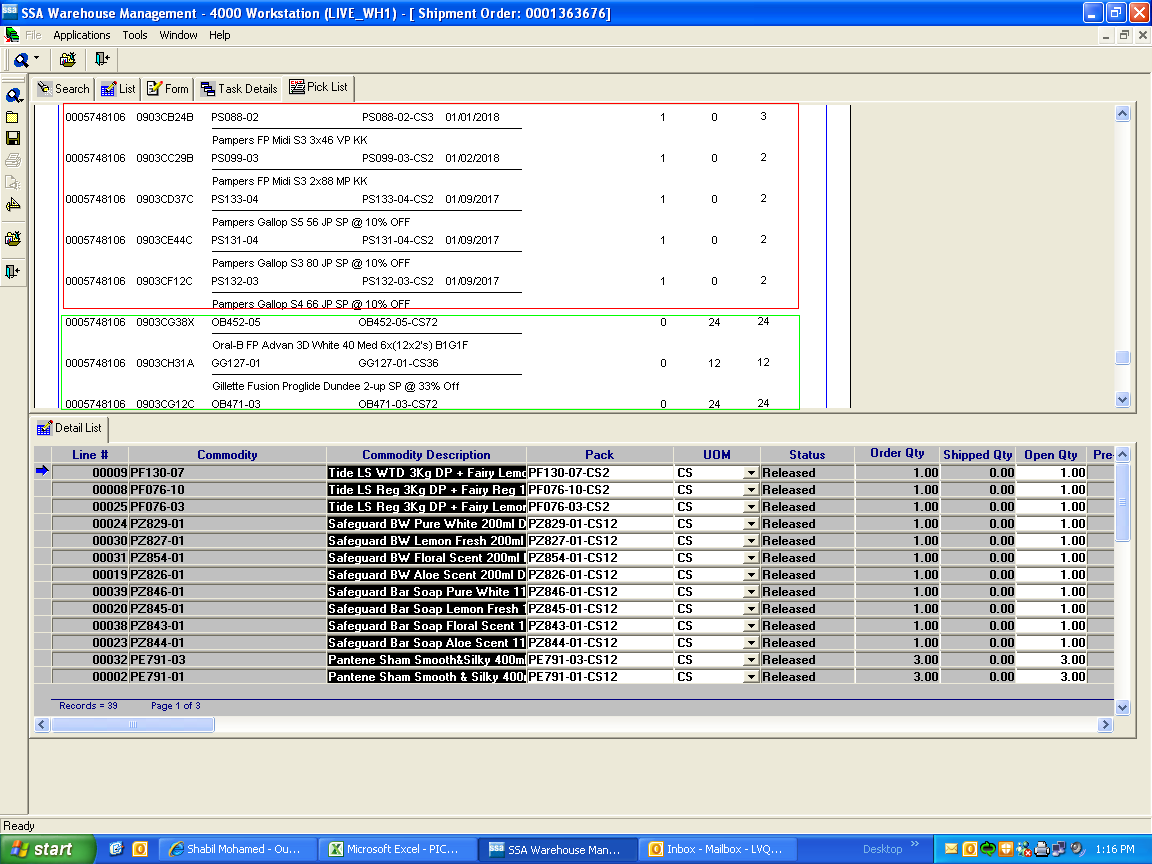 SSA Warehouse Management - 4000 Workstation (LIVE_WH1) - [ Shipment Order: 0001363676]
File Applications Tools Window Help
Search List Form Task Details Pick List
0005748106 0903CB24B PS088-02 PS088-02-CS3 01/01/2018 1 0 3
Pampers FP Midi S3 3x46 VP KK
0005748106 0903CC29B PS099-03 PS099-03-CS2 01/02/2018 1 0 2
Pampers FP Midi S3 2x88 MP KK
0005748106 0903CD37C PS133-04 PS133-04-CS2 01/09/2017 1 0 2
Pampers Gallop S5 56 JP SP @ 10% OFF
0005748106 0903CE44C PS131-04 PS131-04-CS2 01/09/2017 1 0 2
Pampers Gallop S3 80 JP SP @ 10% OFF
0005748106 0903CF12C PS132-03 PS132-03-CS2 01/09/2017 1 0 2
Pampers Gallop S4 66 JP SP @ 10% OFF
0005748106 0903CG38X OB452-05 OB452-05-CS72 0 24 24
Oral-B FP Advan 3D White 40 Med 6x(12x2's) B1G1F
0005748106 0903CH31A GG127-01 GG127-01-CS36 0 12 12
Gillette Fusion Proglide Dundee 2-up SP @ 33% Off
0005748106 0903CG12C OB471-03 OB471-03-CS72 0 24 24
Detail List
Line # Commodity Commodity Description Pack UOM Status Order Qty Shipped Qty Open Qty Pre-
00009 PF130-07 Tide LS WTD 3Kg DP + Fairy Lemo PF130-07-CS2 CS Released 1.00 0.00 1.00
00008 PF076-10 Tide LS Reg 3Kg DP + Fairy Reg 1 PF076-10-CS2 CS Released 1.00 0.00 1.00
00025 PF076-03 Tide LS Reg 3Kg DP + Fairy Lemon PF076-03-CS2 CS Released 1.00 0.00 1.00
00024 PZ829-01 Safeguard BW Pure White 200ml D PZ829-01-CS12 CS Released 1.00 0.00 1.00
00030 PZ827-01 Safeguard BW Lemon Fresh 200ml PZ827-01-CS12 CS Released 1.00 0.00 1.00
00031 PZ854-01 Safeguard BW Floral Scent 200ml PZ854-01-CS12 CS Released 1.00 0.00 1.00
00019 PZ826-01 Safeguard BW Aloe Scent 200ml D PZ826-01-CS12 CS Released 1.00 0.00 1.00
00039 PZ846-01 Safeguard Bar Soap Pure White 11 PZ846-01-CS12 CS Released 1.00 0.00 1.00
00020 PZ845-01 Safeguard Bar Soap Lemon Fresh 1 PZ845-01-CS12 CS Released 1.00 0.00 1.00
00038 PZ843-01 Safeguard Bar Soap Floral Scent 1 PZ843-01-CS12 CS Released 1.00 0.00 1.00
00023 PZ844-01 Safeguard Bar Soap Aloe Scent 11 PZ844-01-CS12 CS Released 1.00 0.00 1.00
00032 PE791-03 Pantene Sham Smooth&Silky 400m PE791-03-CS12 CS Released 3.00 0.00 3.00
00002 PE791-01 Pantene Sham Smooth & Silky 400 PE791-01-CS12 CS Released 3.00 0.00 3.00
Records = 39 Page 1 of 3
Ready
start Shabil Mohamed - Ou... Microsoft Excel - PIC... SSA Warehouse Man... Inbox - Mailbox - LWQ... Desktop 1:16 PM